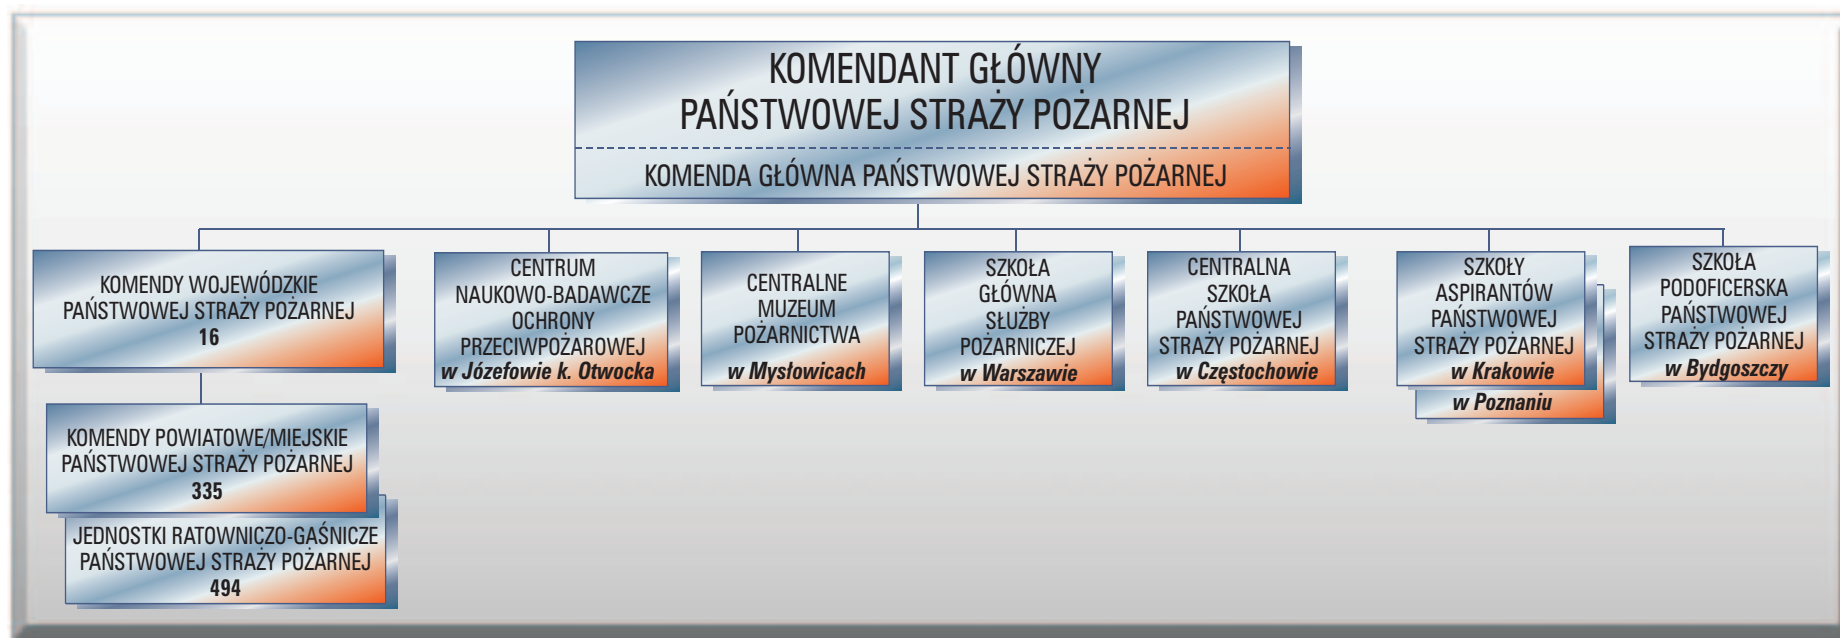 KOMENDANT GŁÓWNY
PAŃSTWOWEJ STRAŻY POŻARNEJ
KOMENDA GŁÓWNA PAŃSTWOWEJ STRAŻY POŻARNEJ
KOMENDY WOJEWÓDZKIE
PAŃSTWOWEJ STRAŻY POŻARNEJ
16
KOMENDY POWIATOWE/MIEJSKIE
PAŃSTWOWEJ STRAŻY POŻARNEJ
335
JEDNOSTKI RATOWNICZO-GAŚNICZE
PAŃSTWOWEJ STRAŻY POŻARNEJ
494
CENTRUM
NAUKOWO-BADAWCZE
OCHRONY
PRZECIWPOŻAROWEJ
w Józefowie k. Otwocka
CENTRALNE
MUZEUM
POŻARNICTWA
w Mysłowicach
SZKOŁA
GŁÓWNA
SŁUŻBY
POŻARNICZEJ
w Warszawie
CENTRALNA
SZKOŁA
PAŃSTWOWEJ
STRAŻY POŻARNEJ
w Częstochowie
SZKOŁY
ASPIRANTÓW
PAŃSTWOWEJ
STRAŻY POŻARNEJ
w Krakowie
w Poznaniu
SZKOŁA
PODOFICERSKA
PAŃSTWOWEJ
STRAŻY POŻARNEJ
w Bydgoszczy